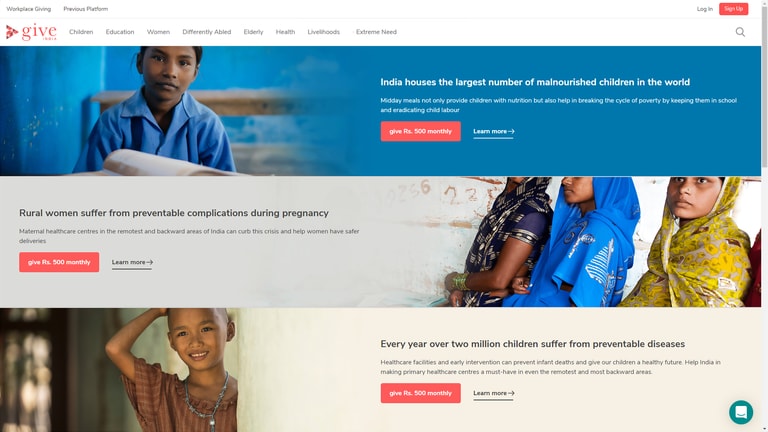 Workplace Giving Previous Platform Log In Sign Up
give
INDIA
Children Education Women Differently Abled Elderly Health Livelihoods Extreme Need
India houses the largest number of malnourished children in the world
Midday meals not only provide children with nutrition but also help in breaking the cycle of poverty by keeping them in school
and eradicating child labour
give Rs. 500 monthly Learn more
Rural women suffer from preventable complications during pregnancy
Maternal healthcare centres in the remotest and backward areas of India can curb this crisis and help women have safer
deliveries
give Rs. 500 monthly Learn more
Every year over two million children suffer from preventable diseases
Healthcare facilities and early intervention can prevent infant deaths and give our children a healthy future. Help India in
making primary healthcare centres a must-have in even the remotest and most backward areas.
give Rs. 500 monthly Learn more